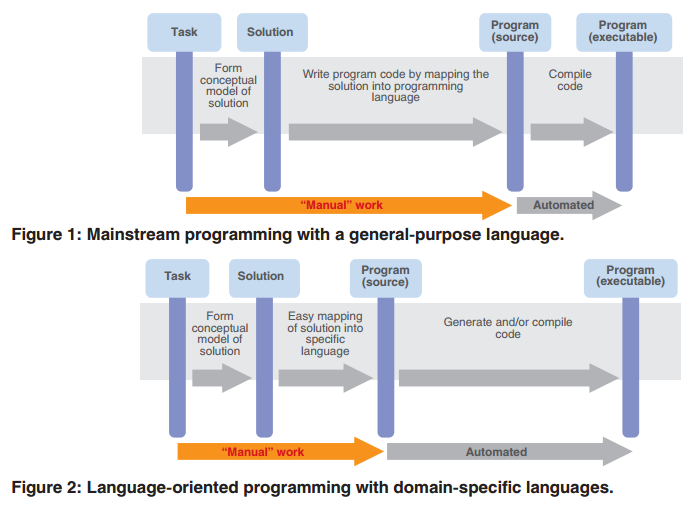 Task
Solution
Program
(source)
Program
(executable)
Form
conceptual
model of
solution
Write program code by mapping the
solution into programming
language
Compile
code
“Manual” work
Automated
Figure 1: Mainstream programming with a general-purpose language.
Task
Solution
Program
(source)
Program
(executable)
Form
conceptual
model of
solution
Easy mapping
of solution into
specific
language
Generate and/or compile
code
“Manual” work
Automated
Figure 2: Language-oriented programming with domain-specific languages.